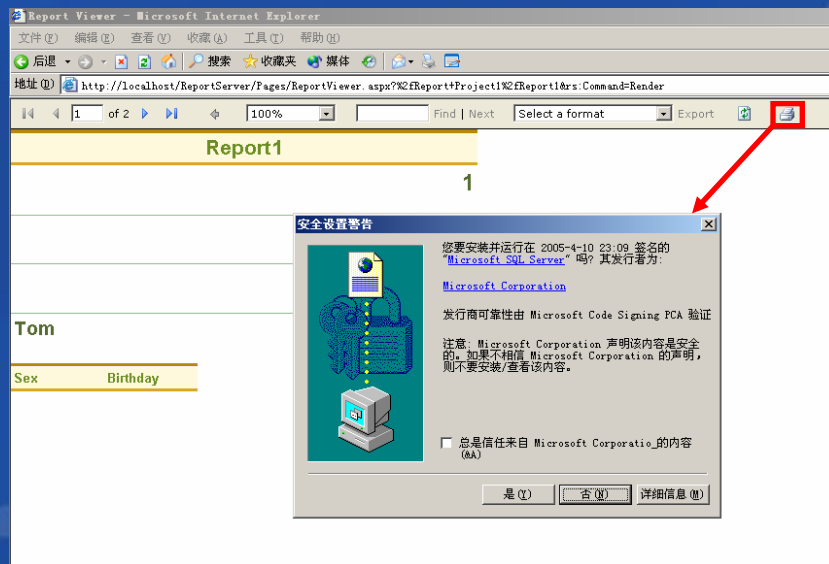 Report Viewer - Microsoft Internet Explorer
文件(F) 编辑(E) 查看(V) 收藏(A) 工具(T) 帮助(H)
后退 搜索 收藏夹 媒体
地址(D) http://localhost/ReportServer/Pages/ReportViewer.aspx?%2fReport+Project1%2fReport1&rs:Command=Render
1 of 2 100% Find | Next Select a format Export
Report1
1
Tom
Sex Birthday
安全设置警告
您要安装并运行在 2005-4-10 23:09 签名的
"Microsoft SQL Server" 吗? 其发行者为:
Microsoft Corporation
发行商可靠性由 Microsoft Code Signing PCA 验证
注意: Microsoft Corporation 声明该内容是安全
的。如果不相信 Microsoft Corporation 的声明,
则不要安装/查看该内容。
总是信任来自 Microsoft Corporatio_的内容
(&A)
是(Y) 否(N) 详细信息(M)